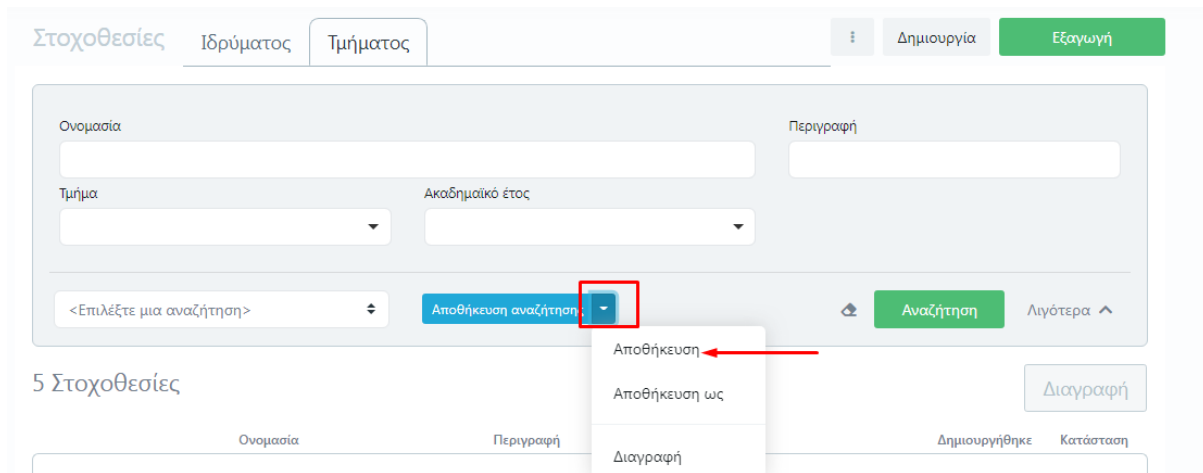 Στοχοθεσίες Ιδρύματος Τμήματος Δημιουργία Εξαγωγή
Ονομασία Περιγραφή
Τμήμα Ακαδημαϊκό έτος
<Επιλέξτε μια αναζήτηση> Αποθήκευση αναζήτησης Αναζήτηση Λιγότερα
Αποθήκευση
5 Στοχοθεσίες Αποθήκευση ως Διαγραφή
Ονομασία Περιγραφή Δημιουργήθηκε Κατάσταση
Διαγραφή